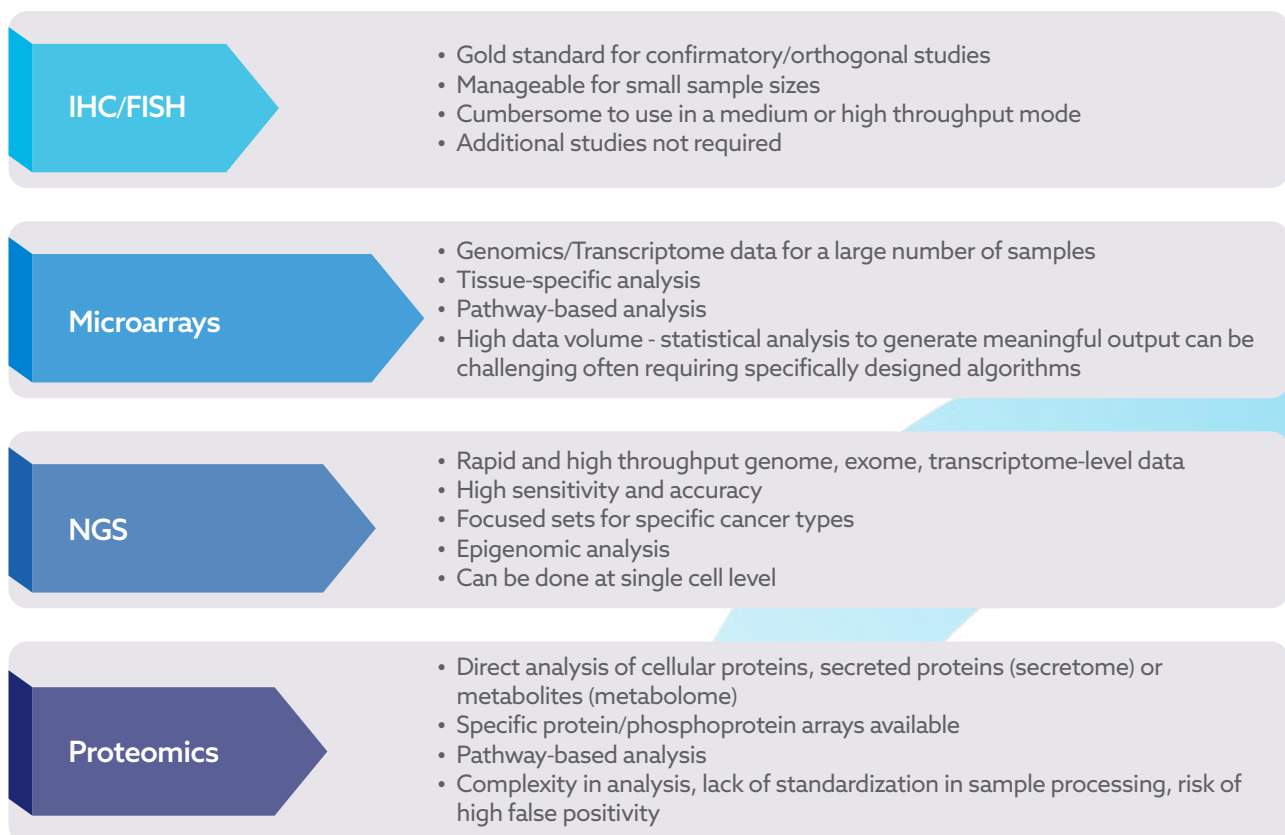 IHC/FISH
• Gold standard for confirmatory/orthogonal studies
• Manageable for small sample sizes
• Cumbersome to use in a medium or high throughput mode
• Additional studies not required
Microarrays
• Genomics/Transcriptome data for a large number of samples
• Tissue-specific analysis
• Pathway-based analysis
• High data volume - statistical analysis to generate meaningful output can be
challenging often requiring specifically designed algorithms
NGS
• Rapid and high throughput genome, exome, transcriptome-level data
• High sensitivity and accuracy
• Focused sets for specific cancer types
• Epigenomic analysis
• Can be done at single cell level
Proteomics
• Direct analysis of cellular proteins, secreted proteins (secretome) or
metabolites (metabolome)
• Specific protein/phosphoprotein arrays available
• Pathway-based analysis
• Complexity in analysis, lack of standardization in sample processing, risk of
high false positivity